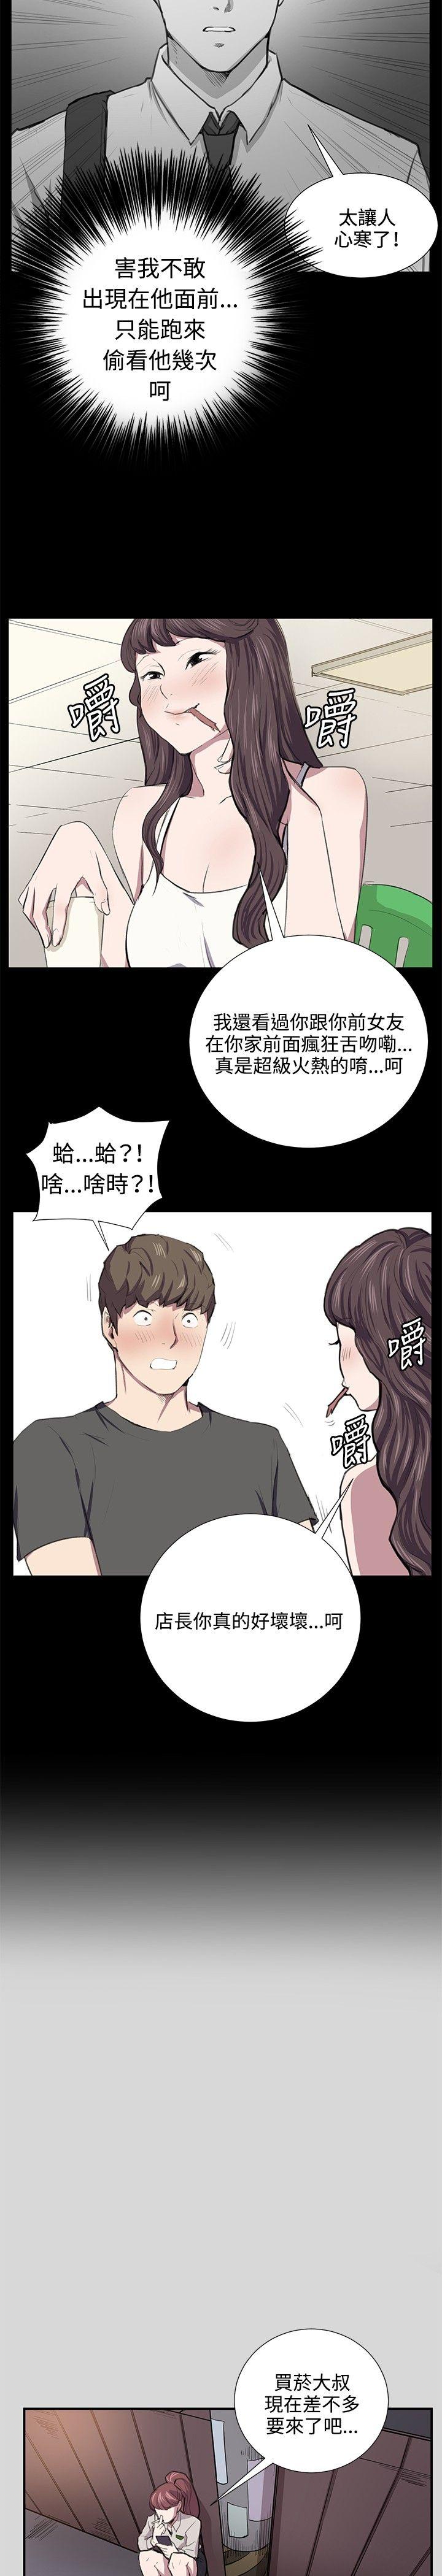 太讓人
心寒了!
害我不敢
出現在他面前...
只能跑來
偷看他幾次
呵
嚼
嚼
我還看過你跟你前女友
在你家前面瘋狂舌吻嘞...
真是超級火熱的唷...呵
蛤...蛤?!
啥...啥時?!
嚼
嚼
店長你真的好壞壞...呵
買菸大叔
現在差不多
要來了吧...